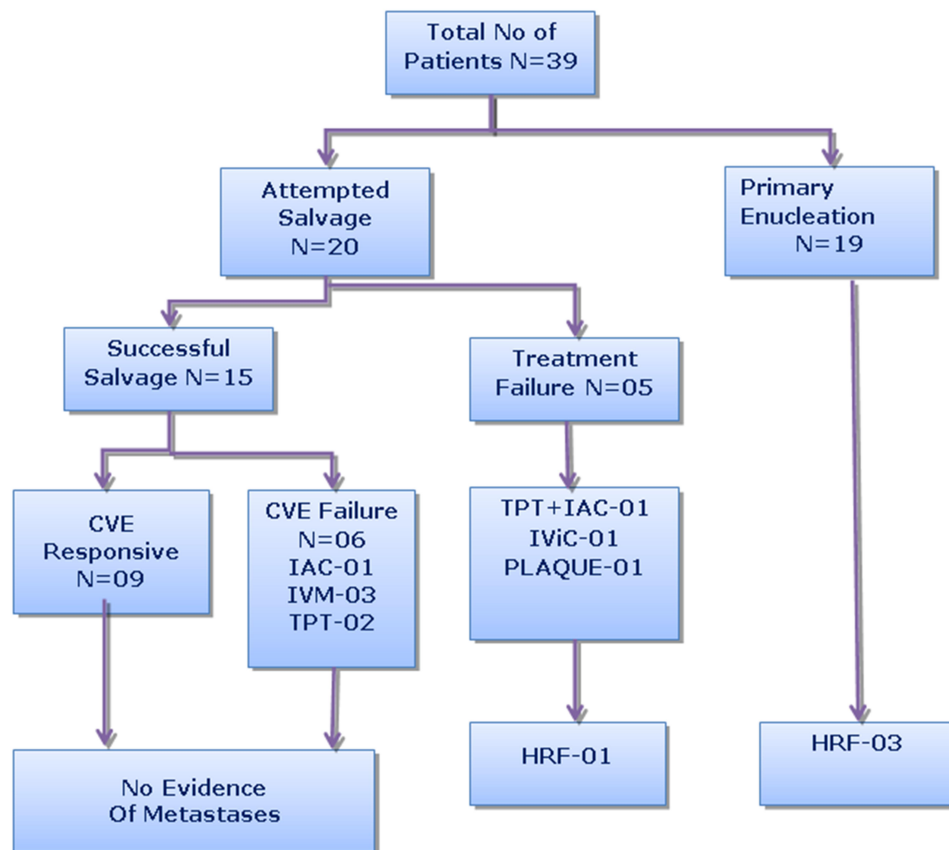 Total No of
Patients N=39
Attempted
Salvage
N=20
Primary
Enucleation
N=19
Successful
Salvage N=15
Treatment
Failure N=05
CVE
Responsive
N=09
CVE Failure
N=06
IAC-01
IVM-03
TPT-02
TPT+IAC-01
IViC-01
PLAQUE-01
No Evidence
Of Metastases
HRF-01
HRF-03